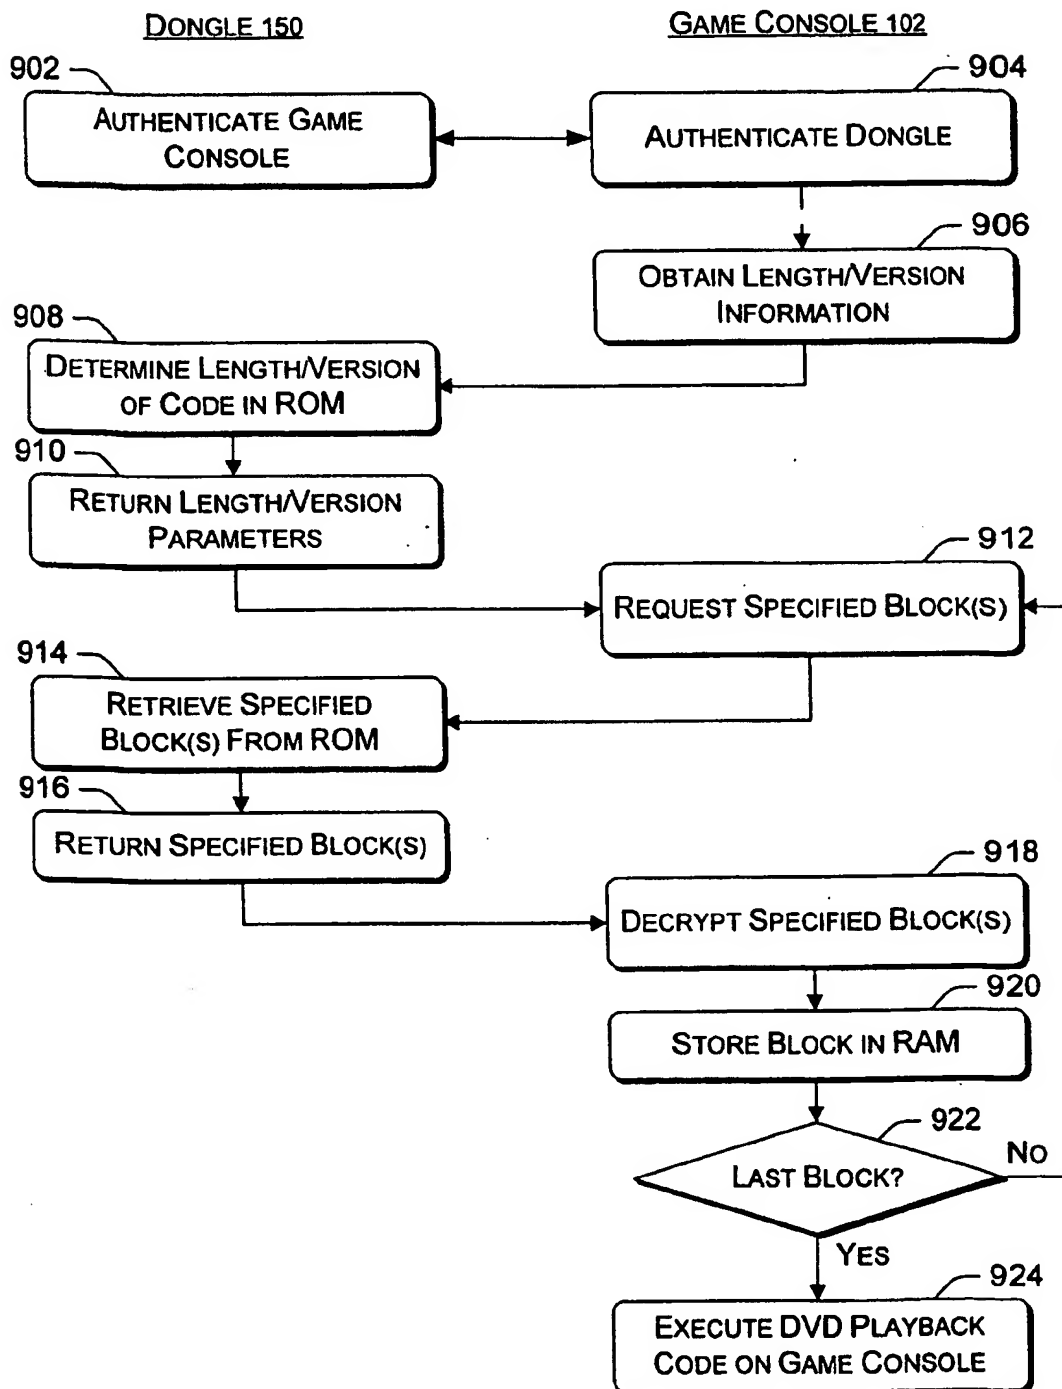 DONGLE 150
GAME CONSOLE 102
902
904
AUTHENTICATE GAME
CONSOLE
AUTHENTICATE DONGLE
906
OBTAIN LENGTH/VERSION
INFORMATION
908
DETERMINE LENGTH/VERSION
OF CODE IN ROM
910
RETURN LENGTH/VERSION
PARAMETERS
912
REQUEST SPECIFIED BLOCK(S)
914
RETRIEVE SPECIFIED
BLOCK(S) FROM ROM
916
RETURN SPECIFIED BLOCK(S)
918
DECRYPT SPECIFIED BLOCK(S)
920
STORE BLOCK IN RAM
922
LAST BLOCK?
NO
YES
924
EXECUTE DVD PLAYBACK
CODE ON GAME CONSOLE